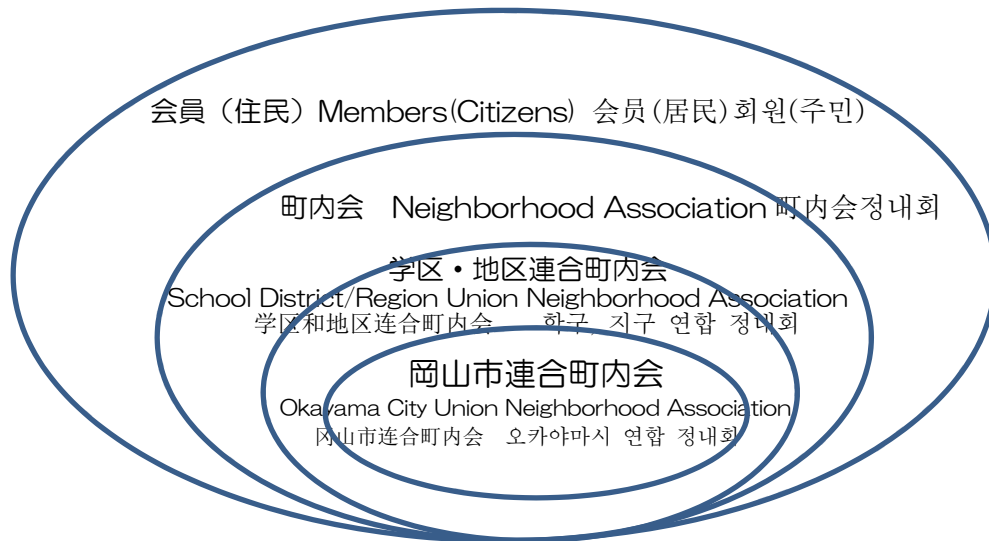 会員（住民）Members(Citizens) 会员(居民)회원(주민)
町内会　Neighborhood Association 町内会정내회
学区・地区連合町内会
School District/Region Union Neighborhood Association
学区和地区连合町内会　학구, 지구 연합 정내회
岡山市連合町内会
Okayama City Union Neighborhood Association
冈山市连合町内会　오카야마시 연합 정내회